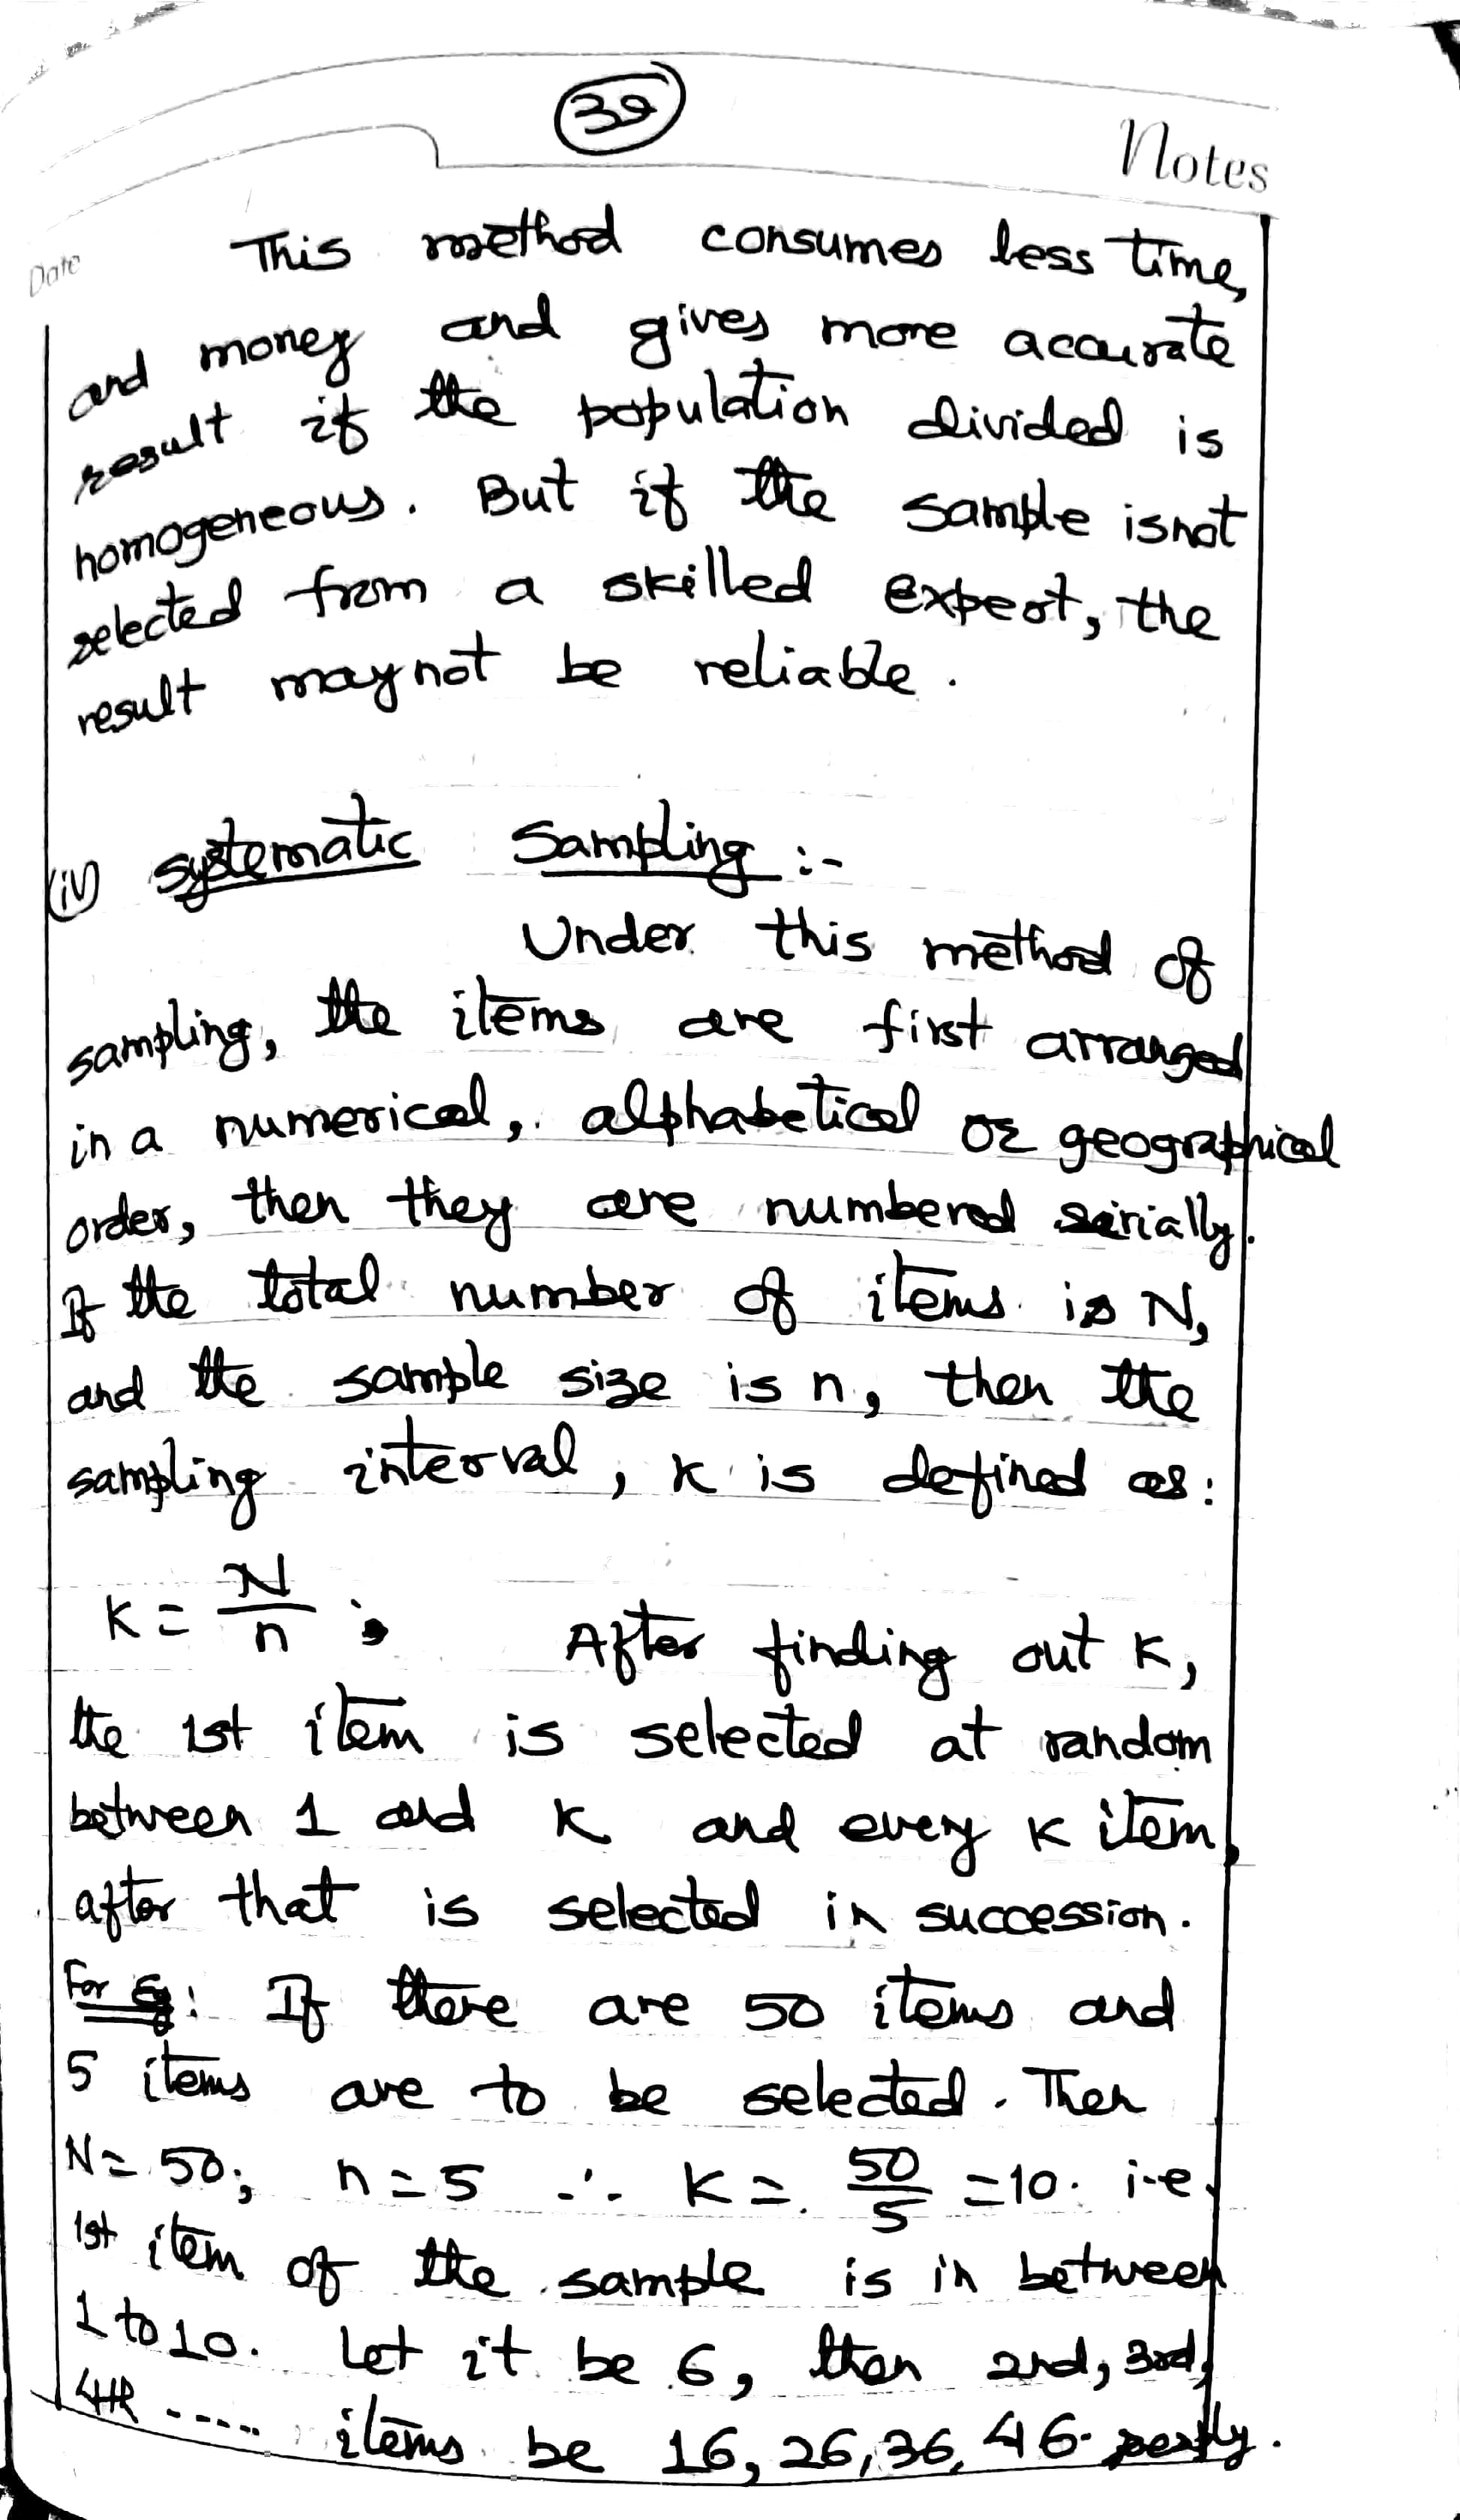 39
Notes
Date
This method consumes less time,
and money and gives more accurate
result if the population divided is
homogeneous. But if the sample is not
selected from a skilled expert, the
result may not be reliable.
(iv) Systematic Sampling :-
Under this method of
sampling, the items are first arranged
in a numerical, alphabetical or geographical
order, then they are numbered serially.
If the total number of items is N,
and the sample size is n, then the
sampling interval, K is defined as:
K = N/n ; After finding out K,
the 1st item is selected at random
between 1 and K and every K item,
after that is selected in succession.
For Eg: If there are 50 items and
5 items are to be selected. Then
N = 50; n = 5 ∴ K = 50/5 = 10. i.e.
1st item of the sample is in between
1 to 10. Let it be 6, then 2nd, 3rd,
4th ..... items be 16, 26, 36, 46.